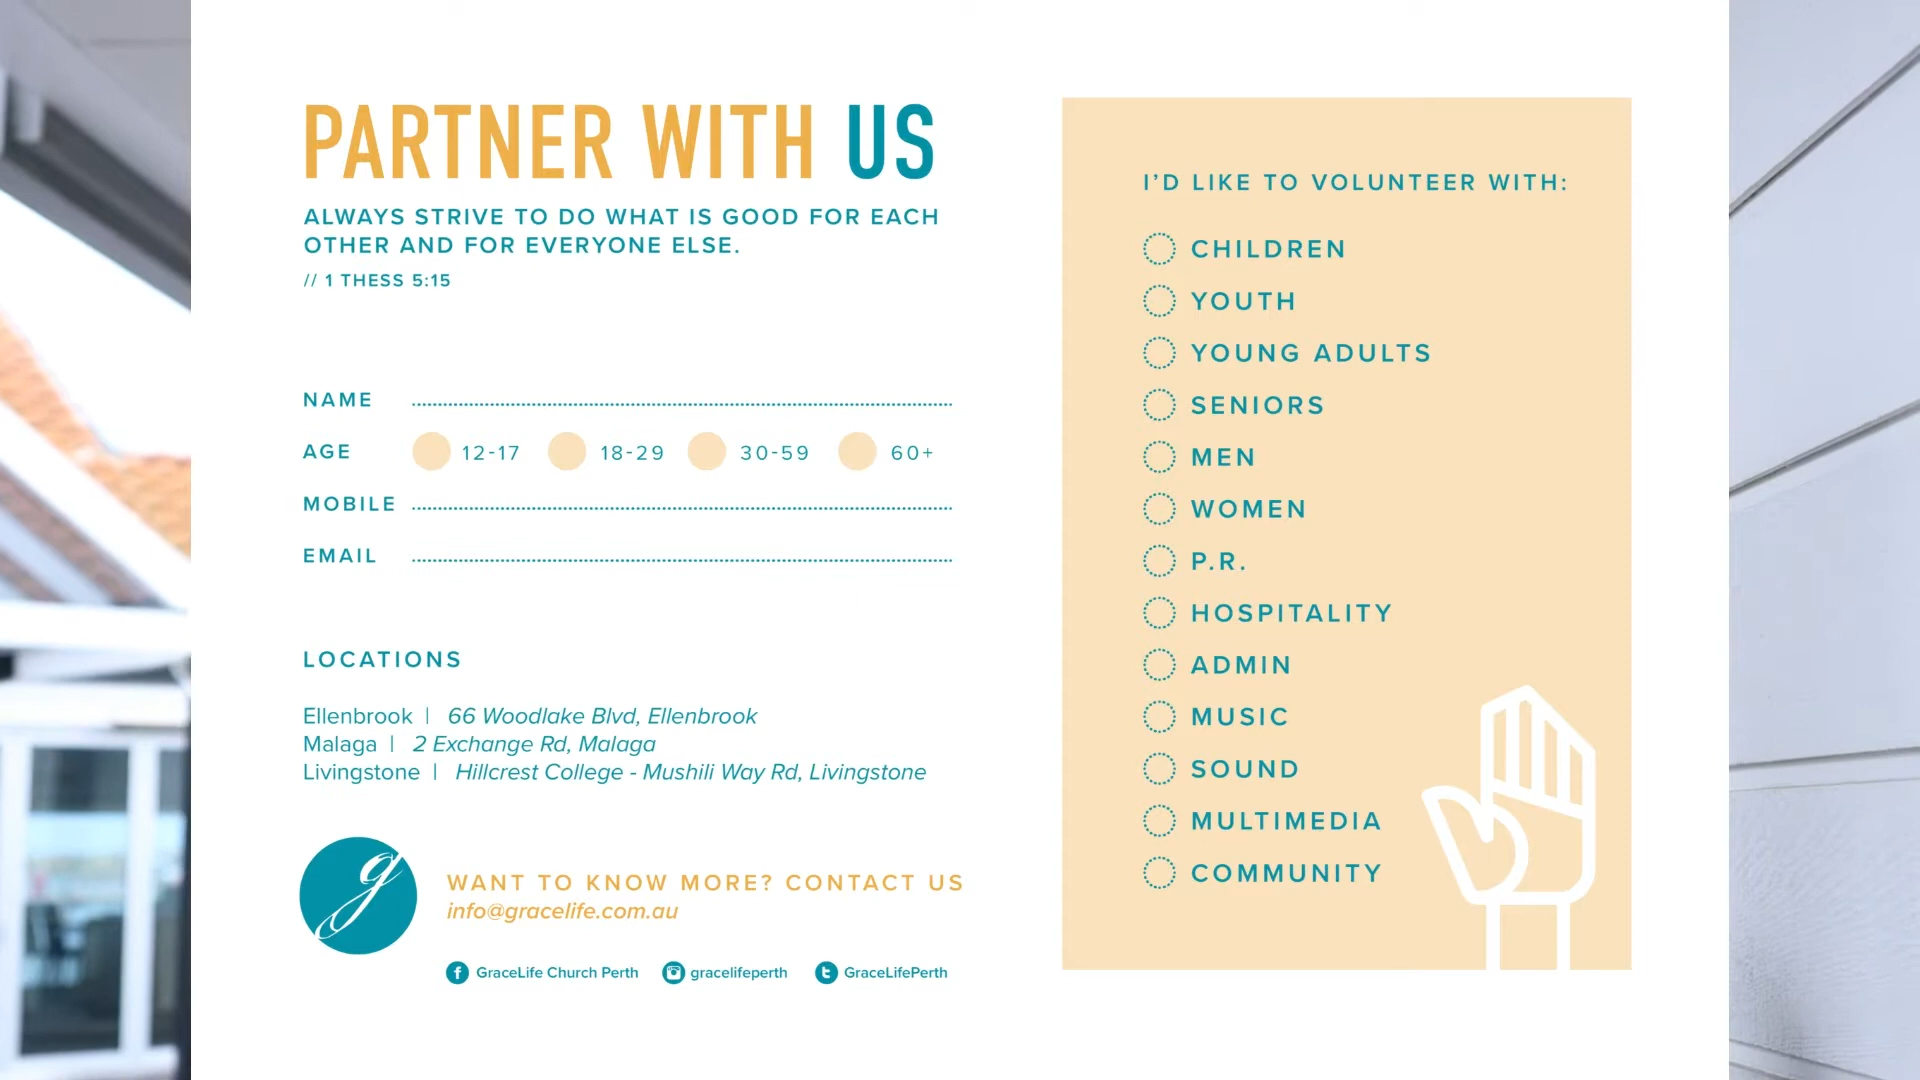 PARTNER WITH US
ALWAYS STRIVE TO DO WHAT IS GOOD FOR EACH
OTHER AND FOR EVERYONE ELSE.
// 1 THESS 5:15
NAME
AGE 12-17 18-29 30-59 60+
MOBILE
EMAIL
LOCATIONS
Ellenbrook | 66 Woodlake Blvd, Ellenbrook
Malaga | 2 Exchange Rd, Malaga
Livingstone | Hillcrest College - Mushili Way Rd, Livingstone
g
WANT TO KNOW MORE? CONTACT US
info@gracelife.com.au
f GraceLife Church Perth gracelifeperth t GraceLifePerth
I'D LIKE TO VOLUNTEER WITH:
CHILDREN
YOUTH
YOUNG ADULTS
SENIORS
MEN
WOMEN
P.R.
HOSPITALITY
ADMIN
MUSIC
SOUND
MULTIMEDIA
COMMUNITY